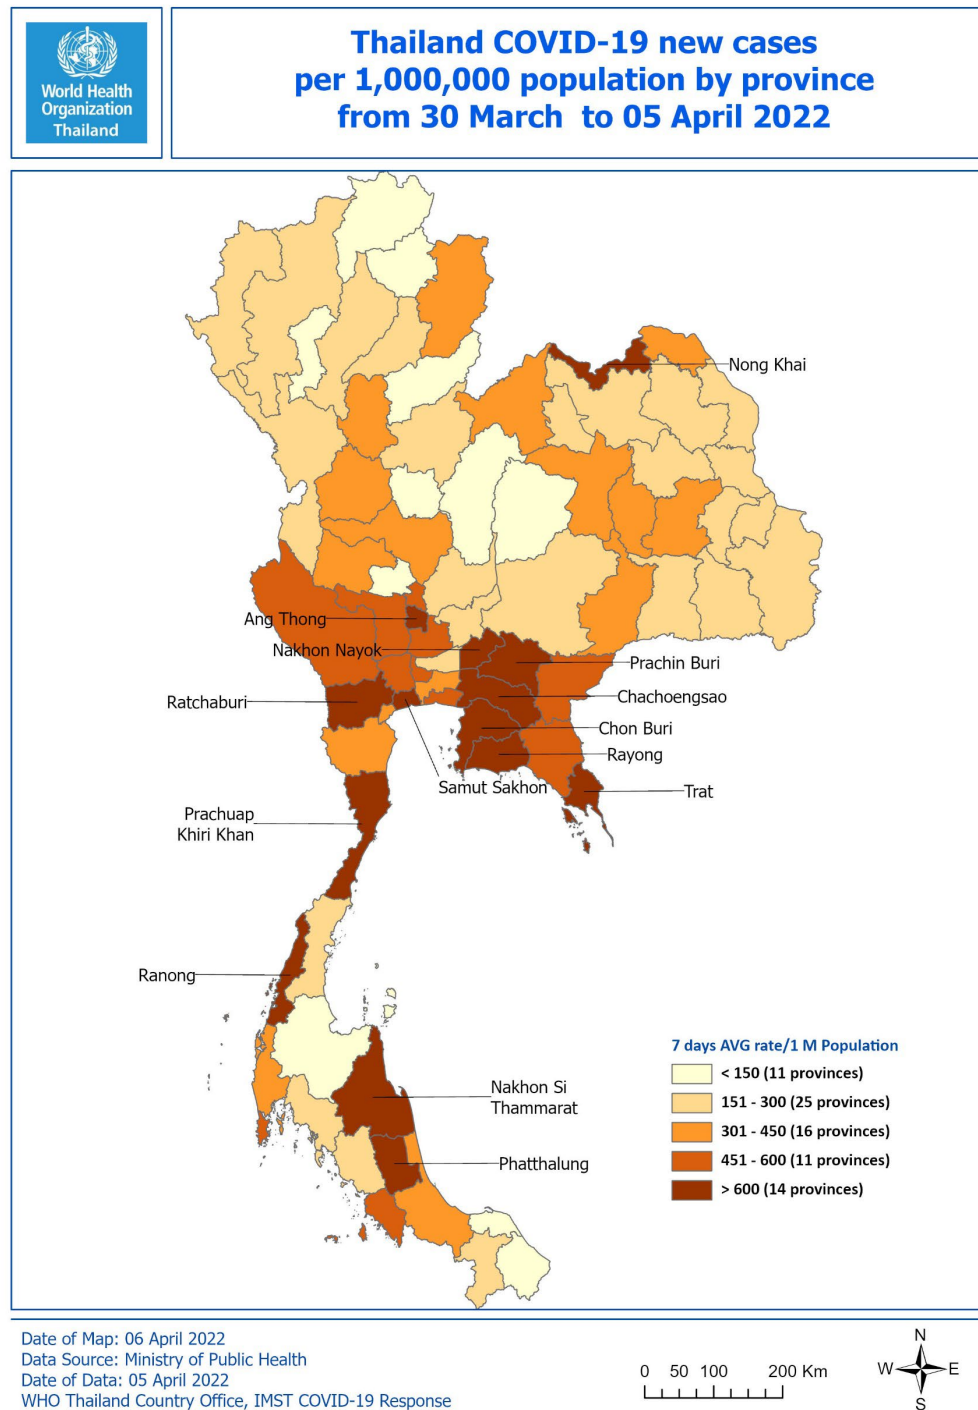 World Health
Organization
Thailand
Thailand COVID-19 new cases
per 1,000,000 population by province
from 30 March to 05 April 2022
Nong Khai
Ang Thong
Nakhon Nayok
Prachin Buri
Ratchaburi
Chachoengsao
Chon Buri
Rayong
Samut Sakhon
Trat
Prachuap
Khiri Khan
Ranong
Nakhon Si
Thammarat
Phatthalung
7 days AVG rate/1 M Population
< 150 (11 provinces)
151 - 300 (25 provinces)
301 - 450 (16 provinces)
451 - 600 (11 provinces)
> 600 (14 provinces)
Date of Map: 06 April 2022
Data Source: Ministry of Public Health
Date of Data: 05 April 2022
WHO Thailand Country Office, IMST COVID-19 Response
0 50 100 200 Km
N
W E
S